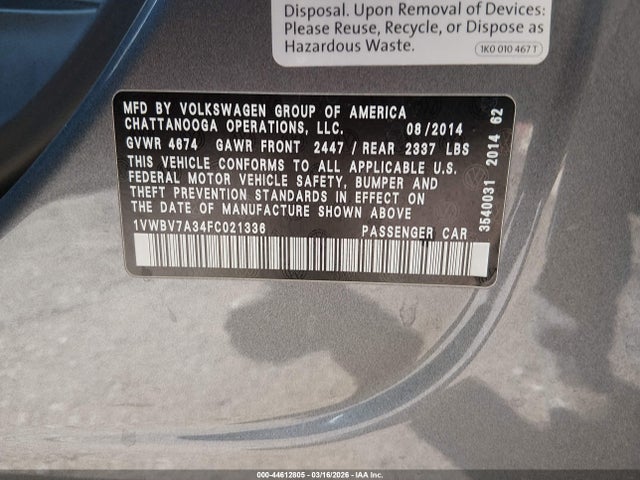 Disposal. Upon Removal of Devices:
Please Reuse, Recycle, or Dispose as
Hazardous Waste.
1K0 010 467 T
MFD BY VOLKSWAGEN GROUP OF AMERICA
CHATTANOOGA OPERATIONS, LLC. 08/2014
GVWR 4674 GAWR FRONT 2447 / REAR 2337 LBS
THIS VEHICLE CONFORMS TO ALL APPLICABLE U.S.
FEDERAL MOTOR VEHICLE SAFETY, BUMPER AND
THEFT PREVENTION STANDARDS IN EFFECT ON
THE DATE OF MANUFACTURE SHOWN ABOVE.
1VWBV7A34FC021336 PASSENGER CAR
3540031 2014 62
000-44612805 - 03/16/2026 - IAA Holdings, LLC.